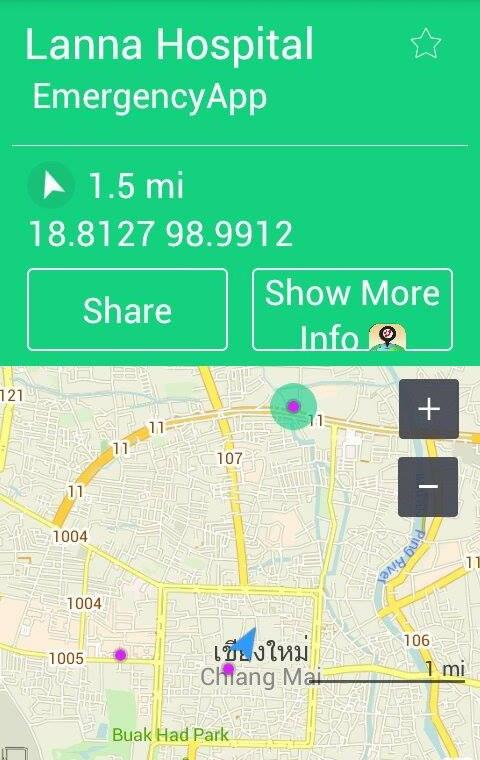 Lanna Hospital
EmergencyApp
1.5 mi
18.8127 98.9912
Share
Show More
Info
+
−
121
11
11
11
11
107
1004
Ping River
11
1004
106
1005
เชียงใหม่
Chiang Mai
1 mi
Buak Had Park